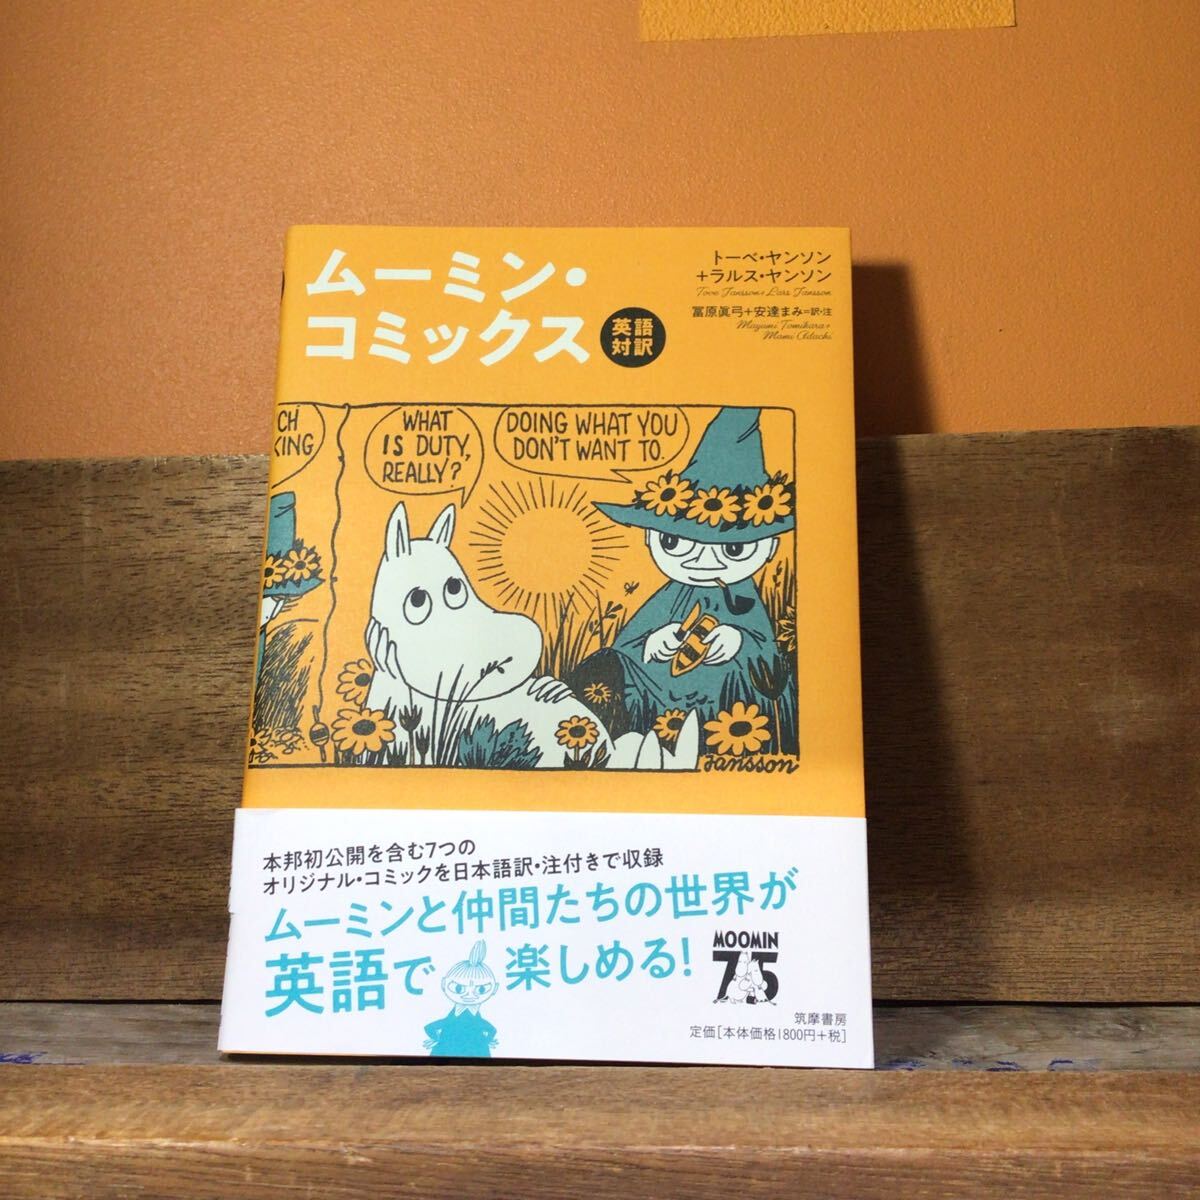 ムーミン・
コミックス
英語
対訳
トーベ・ヤンソン
+ラルス・ヤンソン
Tove Jansson + Lars Jansson
冨原眞弓+安達まみ=訳・注
Mayumi Tomihara +
Mami Adachi
CH
KING
WHAT
IS DUTY,
REALLY?
DOING WHAT YOU
DON'T WANT TO.
Jansson
本邦初公開を含む7つの
オリジナル・コミックを日本語訳・注付きで収録
ムーミンと仲間たちの世界が
英語で楽しめる!
MOOMIN
75
筑摩書房
定価[本体価格1800円+税]